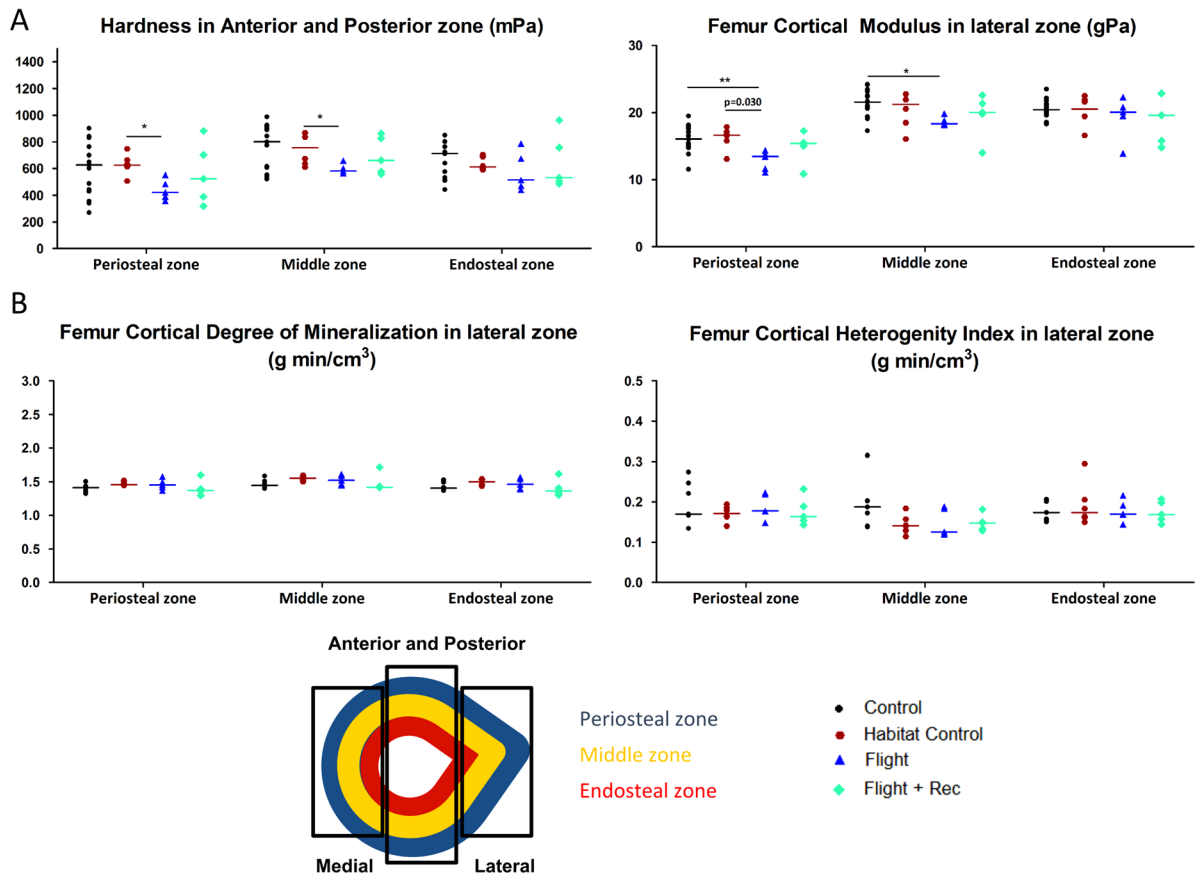 A
Hardness in Anterior and Posterior zone (mPa)
1400
1200
1000
800
600
400
200
0
*
*
Periosteal zone Middle zone Endosteal zone
Femur Cortical Modulus in lateral zone (gPa)
30
20
10
0
**
p=0.030
*
Periosteal zone Middle zone Endosteal zone
B
Femur Cortical Degree of Mineralization in lateral zone
(g min/cm³)
3.0
2.5
2.0
1.5
1.0
0.5
0.0
Periosteal zone Middle zone Endosteal zone
Femur Cortical Heterogenity Index in lateral zone
(g min/cm³)
0.5
0.4
0.3
0.2
0.1
0.0
Periosteal zone Middle zone Endosteal zone
Anterior and Posterior
Medial Lateral
Periosteal zone
Middle zone
Endosteal zone
Control
Habitat Control
Flight
Flight + Rec